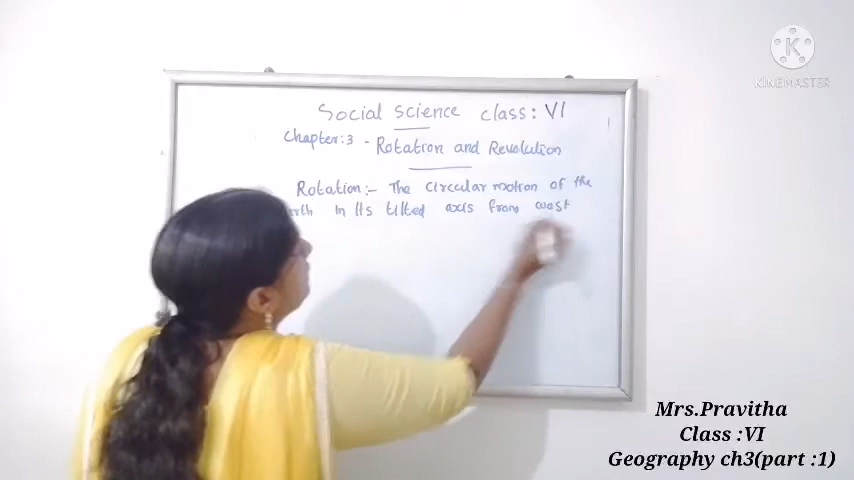 KINEMASTER
Social science class: VI
Chapter:3 - Rotation and Revolution
Rotation:- The circular motion of the
in its tilted axis from west
Mrs.Pravitha
Class :VI
Geography ch3(part :1)